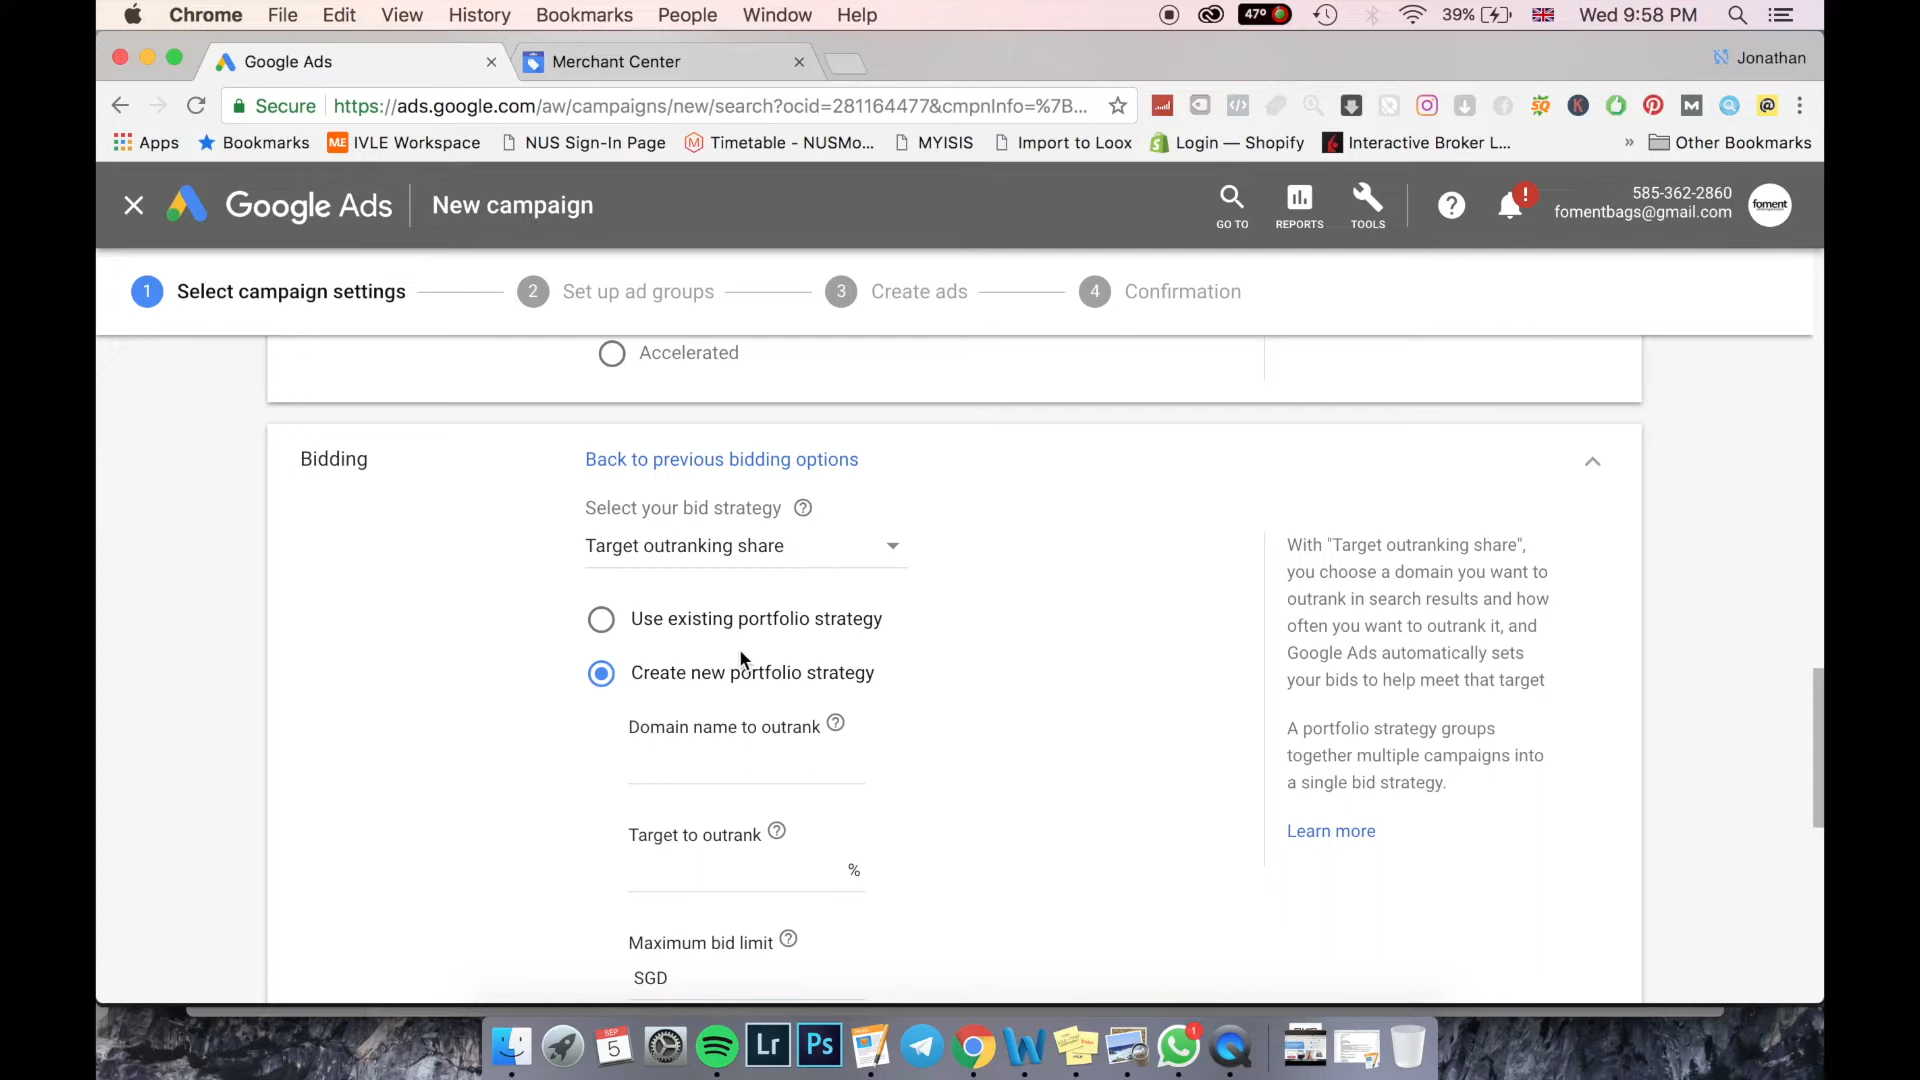 Chrome File Edit View History Bookmarks People Window Help 47° 39% Wed 9:58 PM
Google Ads Merchant Center Jonathan
Secure https://ads.google.com/aw/campaigns/new/search?ocid=281164477&cmpnInfo=%7B...
Apps Bookmarks IVLE Workspace NUS Sign-In Page Timetable - NUSMo... MYISIS Import to Loox Login — Shopify Interactive Broker L... » Other Bookmarks
Google Ads New campaign
GO TO REPORTS TOOLS
585-362-2860
fomentbags@gmail.com
foment
1 Select campaign settings 2 Set up ad groups 3 Create ads 4 Confirmation
Accelerated
Bidding
Back to previous bidding options
Select your bid strategy
Target outranking share
Use existing portfolio strategy
Create new portfolio strategy
Domain name to outrank
Target to outrank
%
Maximum bid limit
SGD
With "Target outranking share",
you choose a domain you want to
outrank in search results and how
often you want to outrank it, and
Google Ads automatically sets
your bids to help meet that target
A portfolio strategy groups
together multiple campaigns into
a single bid strategy.
Learn more
SEP
5
Lr
Ps
1